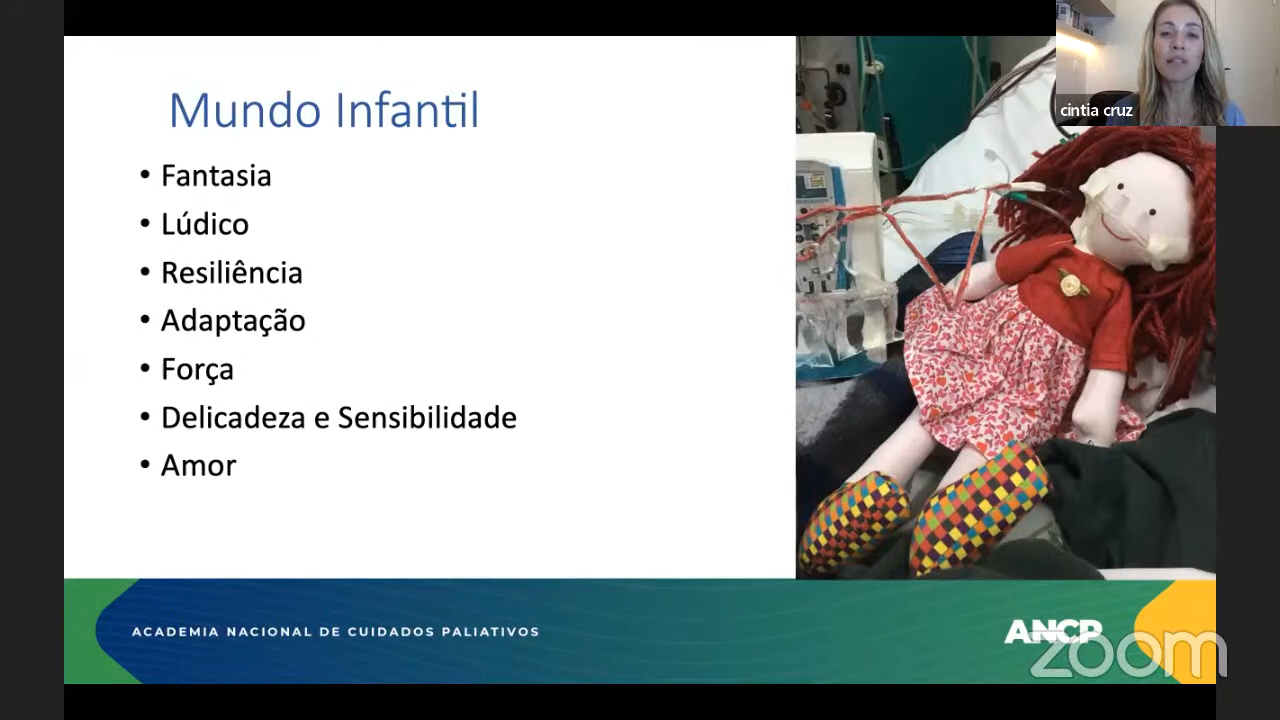 cintia cruz
Mundo Infantil
• Fantasia
• Lúdico
• Resiliência
• Adaptação
• Força
• Delicadeza e Sensibilidade
• Amor
ACADEMIA NACIONAL DE CUIDADOS PALIATIVOS
ANCP
zoom